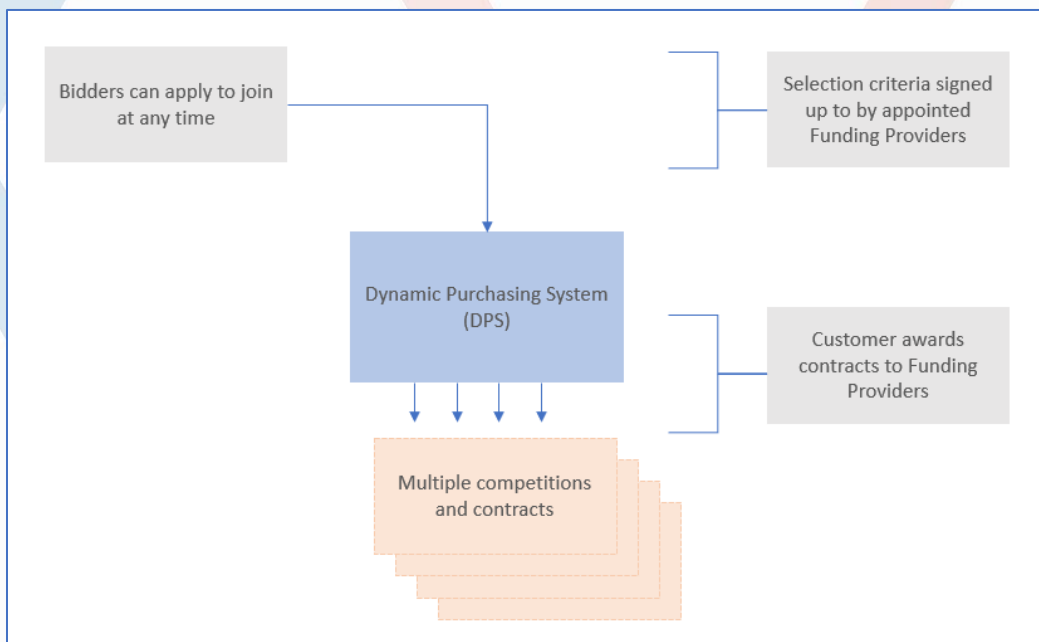 Bidders can apply to join
at any time
Selection criteria signed
up to by appointed
Funding Providers
Dynamic Purchasing System
(DPS)
Customer awards
contracts to Funding
Providers
Multiple competitions
and contracts